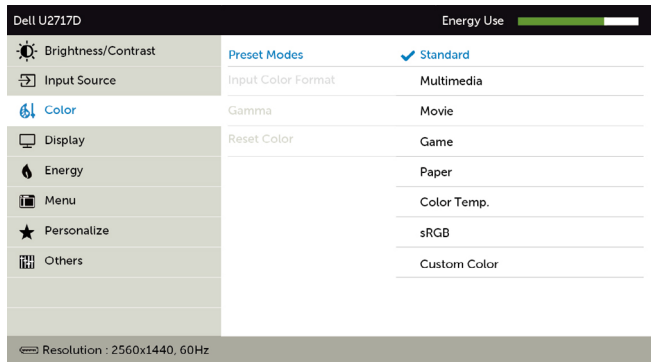 Dell U2717D Energy Use
Brightness/Contrast Preset Modes Standard
Input Source Input Color Format Multimedia
Color Gamma Movie
Display Reset Color Game
Energy Paper
Menu Color Temp.
Personalize sRGB
Others Custom Color
Resolution : 2560x1440, 60Hz